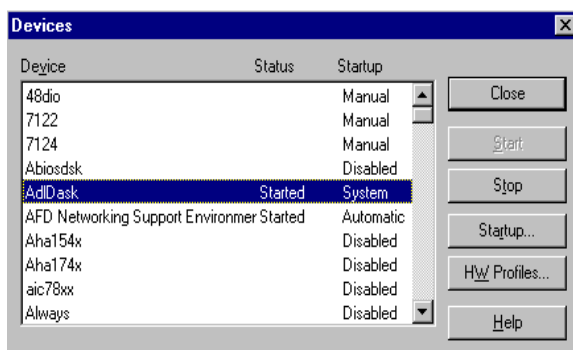 Devices
Device Status Startup
48dio Manual
7122 Manual
7124 Manual
Abiosdsk Disabled
AdlDask Started System
AFD Networking Support Environmer Started Automatic
Aha154x Disabled
Aha174x Disabled
aic78xx Disabled
Always Disabled
Close
Start
Stop
Startup...
HW Profiles...
Help